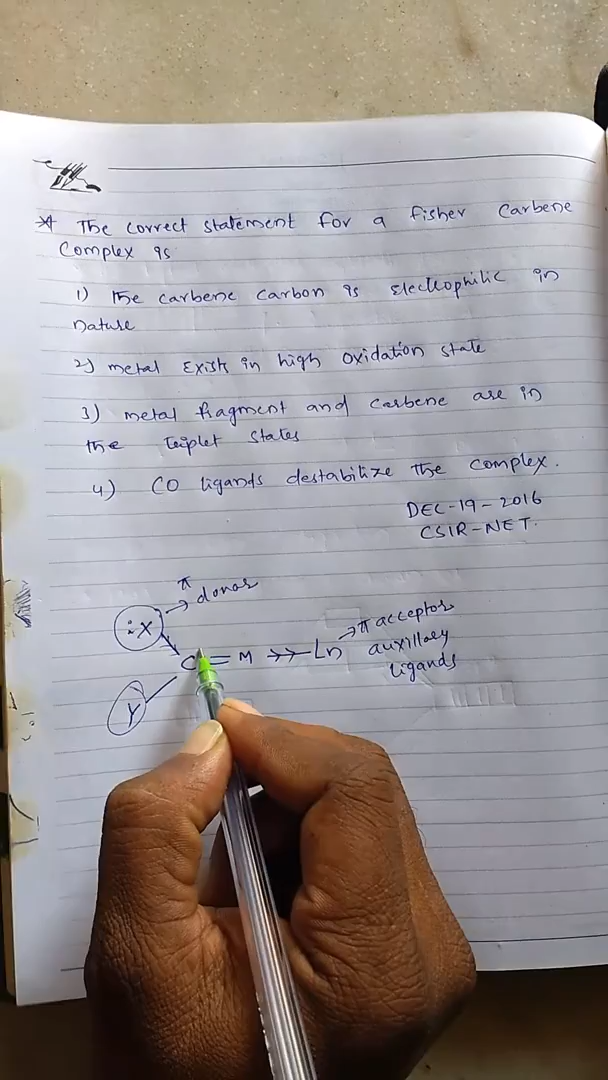 * The correct statement for a fisher carbene
Complex is
1) The carbene carbon is electrophilic in
nature
2) metal Exists in high oxidation state
3) metal fragment and carbene are in
the triplet states
4) CO ligands destabilize the complex.
DEC-19-2016
CSIR-NET.
π
donor
:X
C = M →→ Ln → π acceptor
auxillary
ligands
Y